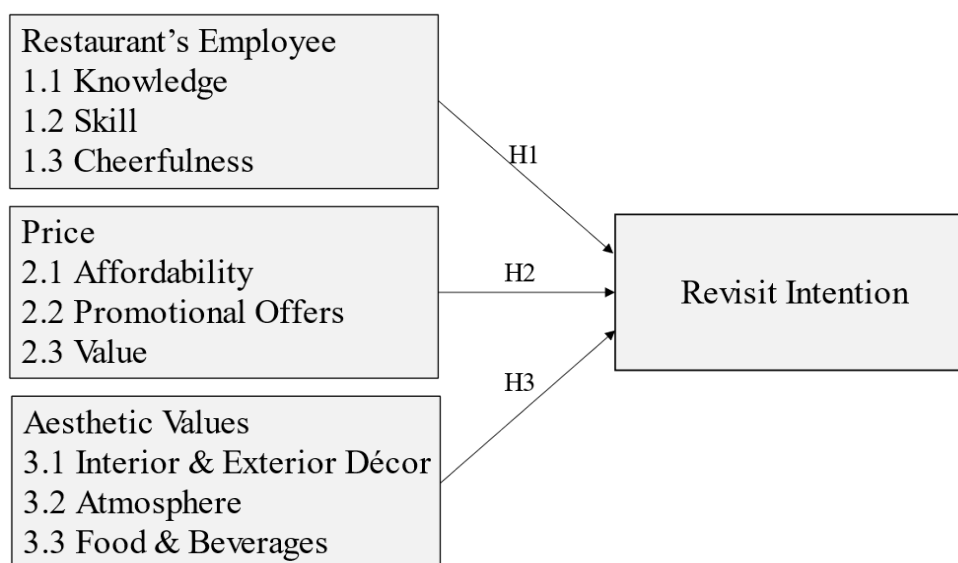 Restaurant’s Employee
1.1 Knowledge
1.2 Skill
1.3 Cheerfulness
H1
Price
2.1 Affordability
2.2 Promotional Offers
2.3 Value
H2
Revisit Intention
Aesthetic Values
3.1 Interior & Exterior Décor
3.2 Atmosphere
3.3 Food & Beverages
H3